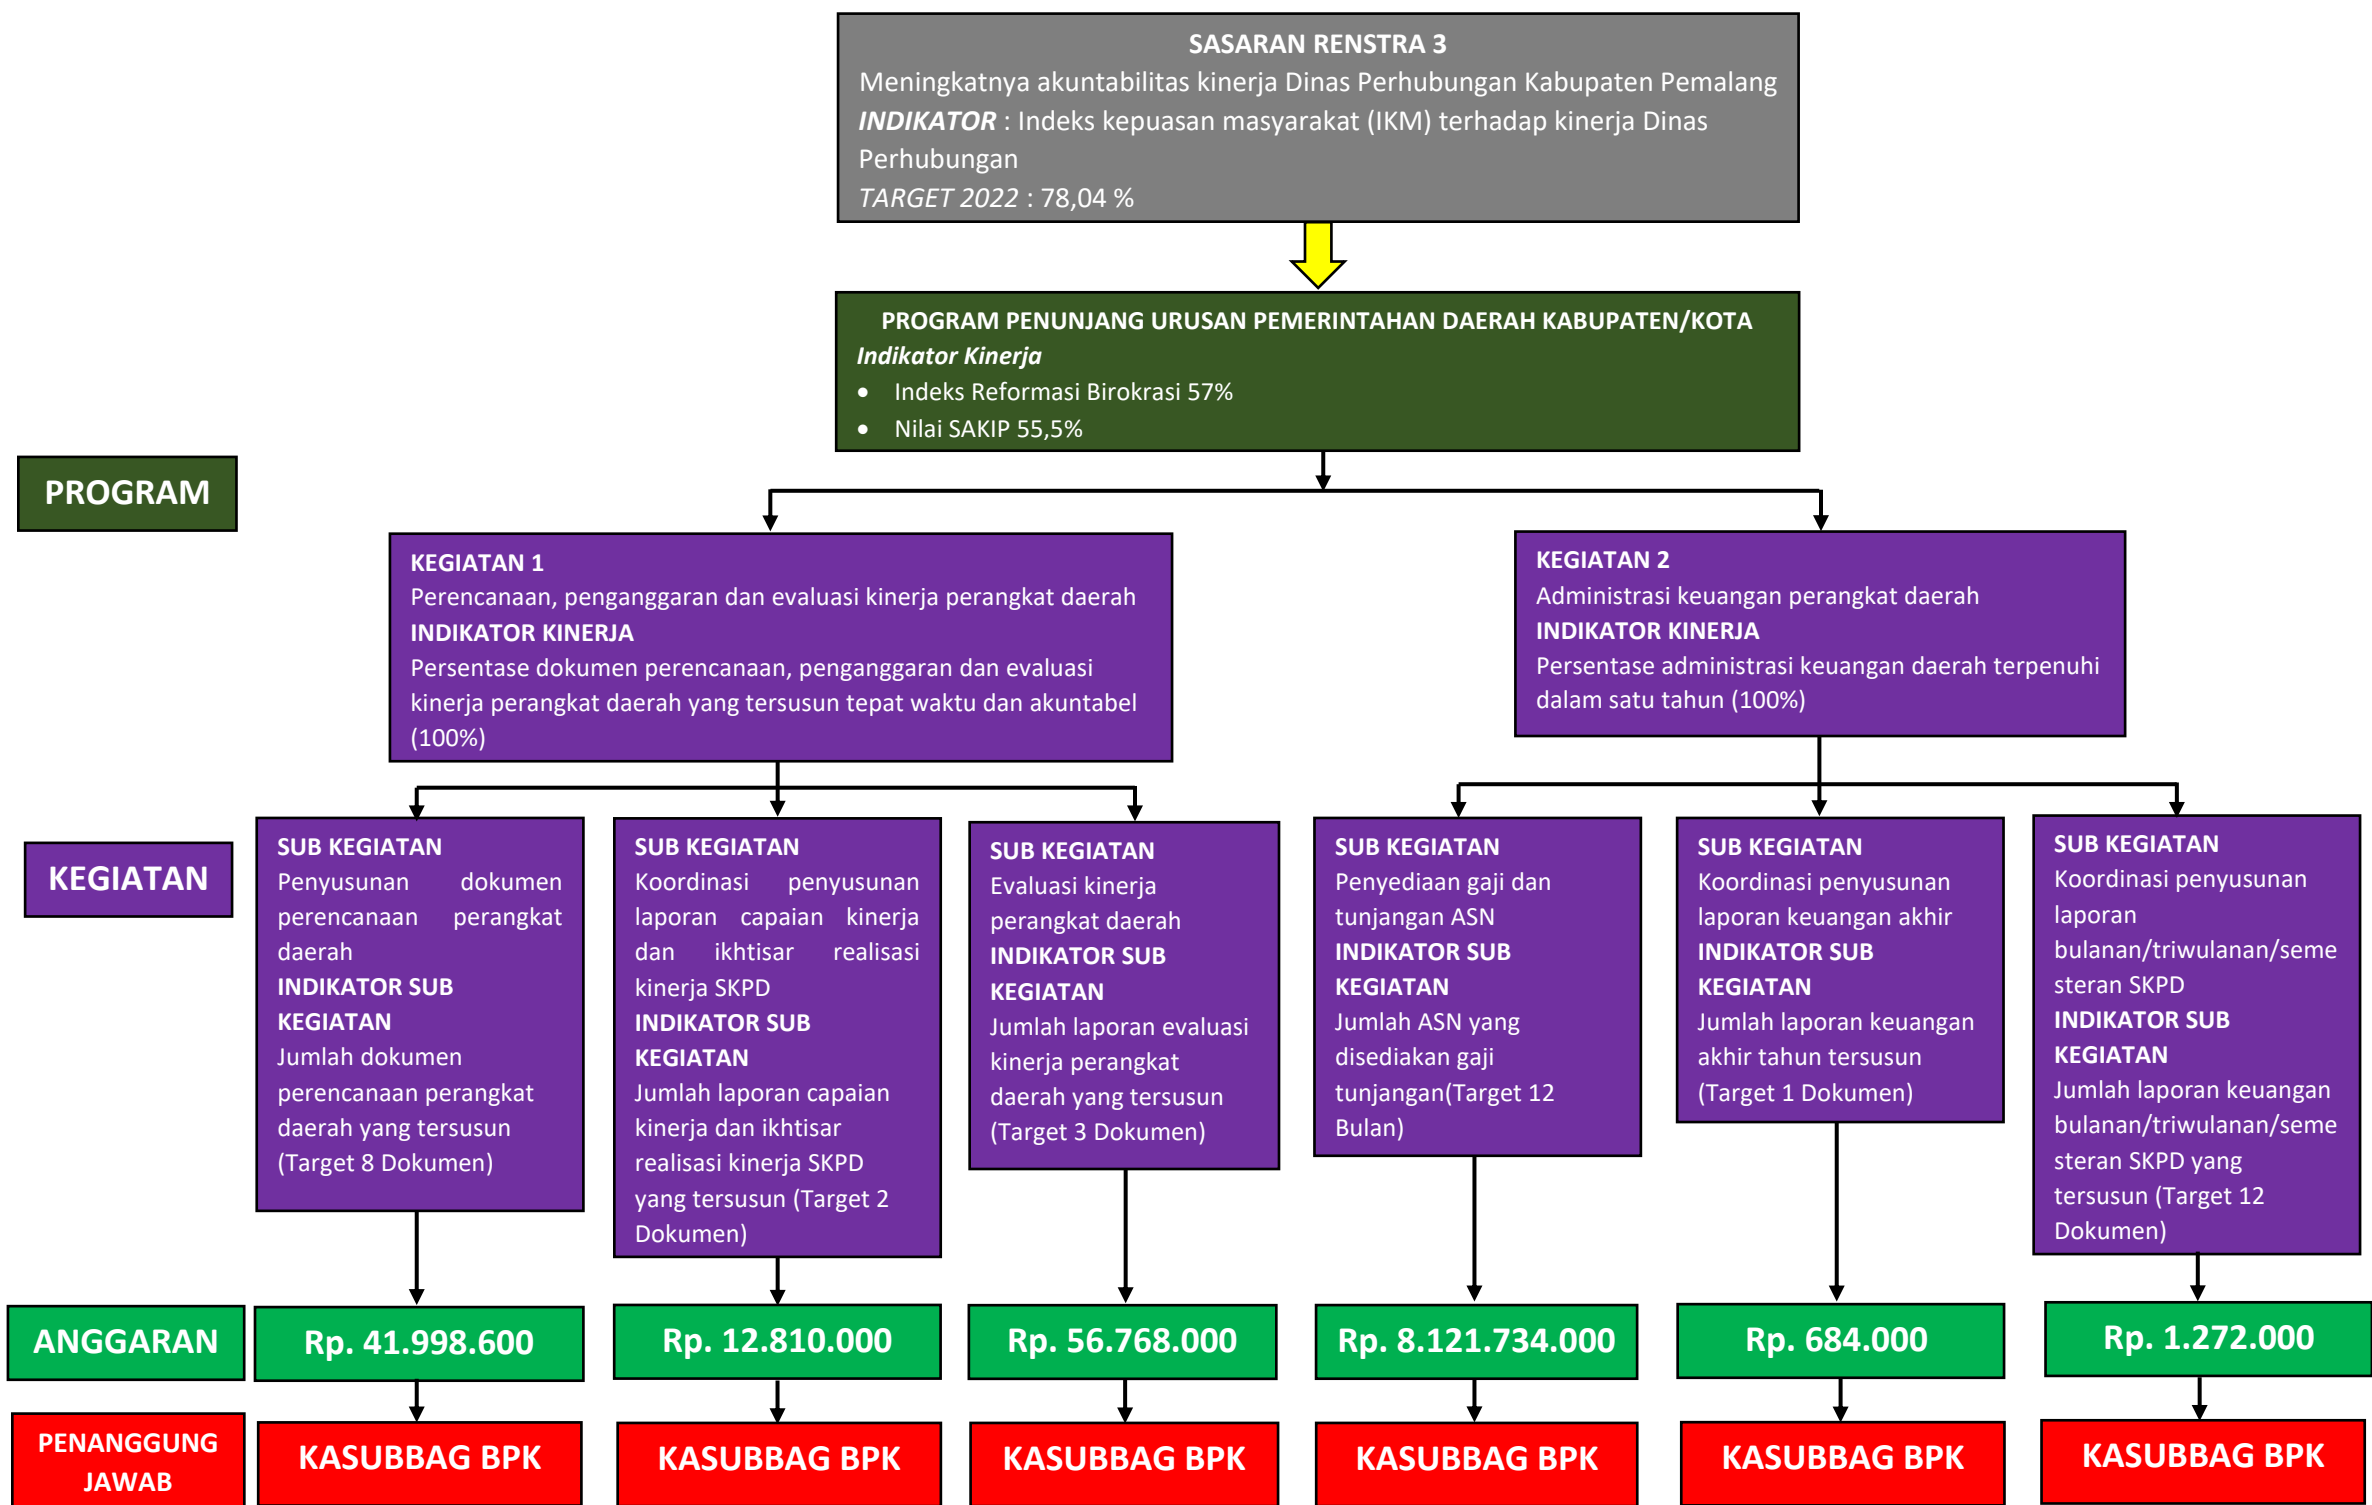 SASARAN RENSTRA 3
Meningkatnya akuntabilitas kinerja Dinas Perhubungan Kabupaten Pemalang
INDIKATOR : Indeks kepuasan masyarakat (IKM) terhadap kinerja Dinas
Perhubungan
TARGET 2022 : 78,04 %
PROGRAM PENUNJANG URUSAN PEMERINTAHAN DAERAH KABUPATEN/KOTA
Indikator Kinerja
• Indeks Reformasi Birokrasi 57%
• Nilai SAKIP 55,5%
PROGRAM
KEGIATAN 1
Perencanaan, penganggaran dan evaluasi kinerja perangkat daerah
INDIKATOR KINERJA
Persentase dokumen perencanaan, penganggaran dan evaluasi
kinerja perangkat daerah yang tersusun tepat waktu dan akuntabel
(100%)
KEGIATAN 2
Administrasi keuangan perangkat daerah
INDIKATOR KINERJA
Persentase administrasi keuangan daerah terpenuhi
dalam satu tahun (100%)
KEGIATAN
SUB KEGIATAN
Penyusunan dokumen
perencanaan perangkat
daerah
INDIKATOR SUB
KEGIATAN
Jumlah dokumen
perencanaan perangkat
daerah yang tersusun
(Target 8 Dokumen)
SUB KEGIATAN
Koordinasi penyusunan
laporan capaian kinerja
dan ikhtisar realisasi
kinerja SKPD
INDIKATOR SUB
KEGIATAN
Jumlah laporan capaian
kinerja dan ikhtisar
realisasi kinerja SKPD
yang tersusun (Target 2
Dokumen)
SUB KEGIATAN
Evaluasi kinerja
perangkat daerah
INDIKATOR SUB
KEGIATAN
Jumlah laporan evaluasi
kinerja perangkat
daerah yang tersusun
(Target 3 Dokumen)
SUB KEGIATAN
Penyediaan gaji dan
tunjangan ASN
INDIKATOR SUB
KEGIATAN
Jumlah ASN yang
disediakan gaji
tunjangan(Target 12
Bulan)
SUB KEGIATAN
Koordinasi penyusunan
laporan keuangan akhir
INDIKATOR SUB
KEGIATAN
Jumlah laporan keuangan
akhir tahun tersusun
(Target 1 Dokumen)
SUB KEGIATAN
Koordinasi penyusunan
laporan
bulanan/triwulanan/seme
steran SKPD
INDIKATOR SUB
KEGIATAN
Jumlah laporan keuangan
bulanan/triwulanan/seme
steran SKPD yang
tersusun (Target 12
Dokumen)
ANGGARAN
Rp. 41.998.600
Rp. 12.810.000
Rp. 56.768.000
Rp. 8.121.734.000
Rp. 684.000
Rp. 1.272.000
PENANGGUNG
JAWAB
KASUBBAG BPK
KASUBBAG BPK
KASUBBAG BPK
KASUBBAG BPK
KASUBBAG BPK
KASUBBAG BPK